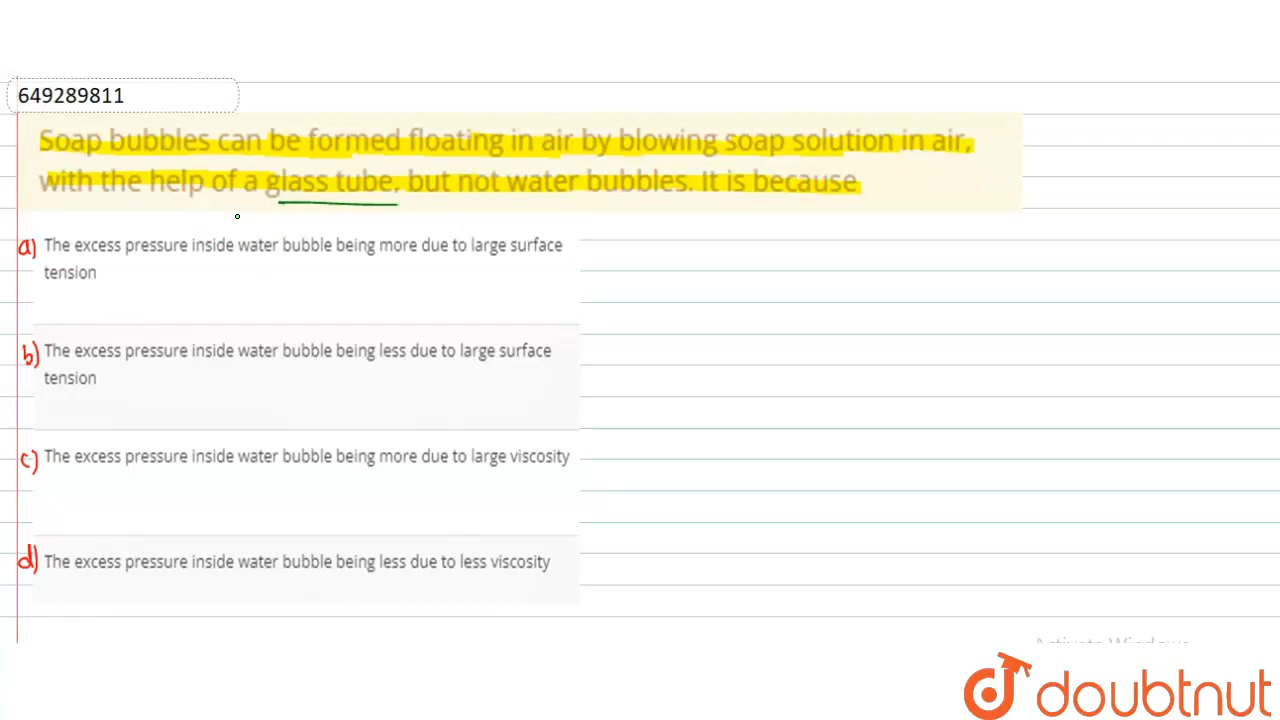 649289811
Soap bubbles can be formed floating in air by blowing soap solution in air,
with the help of a glass tube, but not water bubbles. It is because
a) The excess pressure inside water bubble being more due to large surface
tension
b) The excess pressure inside water bubble being less due to large surface
tension
c) The excess pressure inside water bubble being more due to large viscosity
d) The excess pressure inside water bubble being less due to less viscosity
Activate Windows
doubtnut